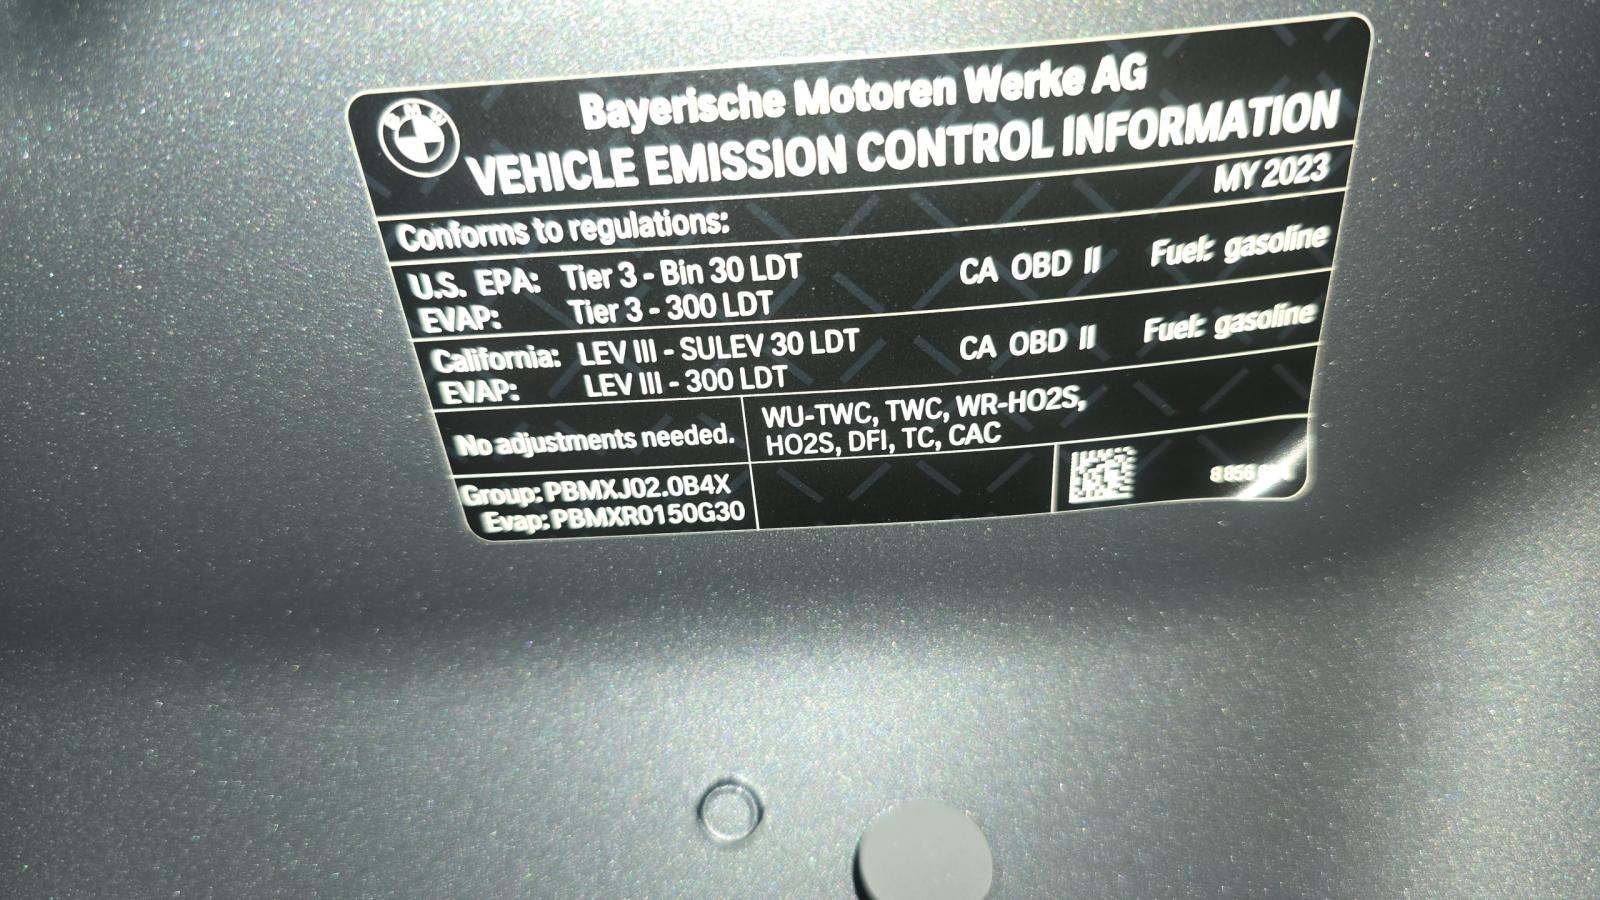 BMW
Bayerische Motoren Werke AG
VEHICLE EMISSION CONTROL INFORMATION
MY 2023
Conforms to regulations:
U.S. EPA: Tier 3 - Bin 30 LDT CA OBD II Fuel: gasoline
EVAP: Tier 3 - 300 LDT
California: LEV III - SULEV 30 LDT CA OBD II Fuel: gasoline
EVAP: LEV III - 300 LDT
No adjustments needed.
WU-TWC, TWC, WR-HO2S,
HO2S, DFI, TC, CAC
Group: PBMXJ02.0B4X
Evap: PBMXR0150G30
8 856